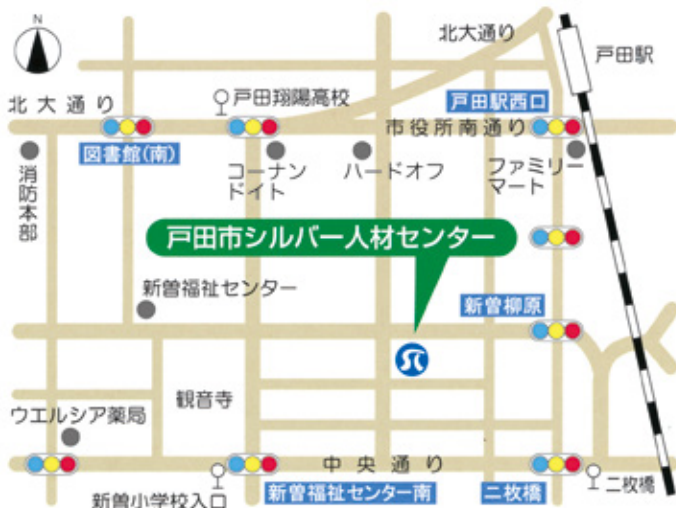 N
北大通り
戸田駅
戸田翔陽高校
戸田駅西口
北大通り
市役所南通り
図書館(南)
消防本部
コーナン
ドイト
ハードオフ
ファミリー
マート
戸田市シルバー人材センター
新曽福祉センター
新曽柳原
観音寺
ウエルシア薬局
中央通り
新曽小学校入口
新曽福祉センター南
二枚橋
二枚橋